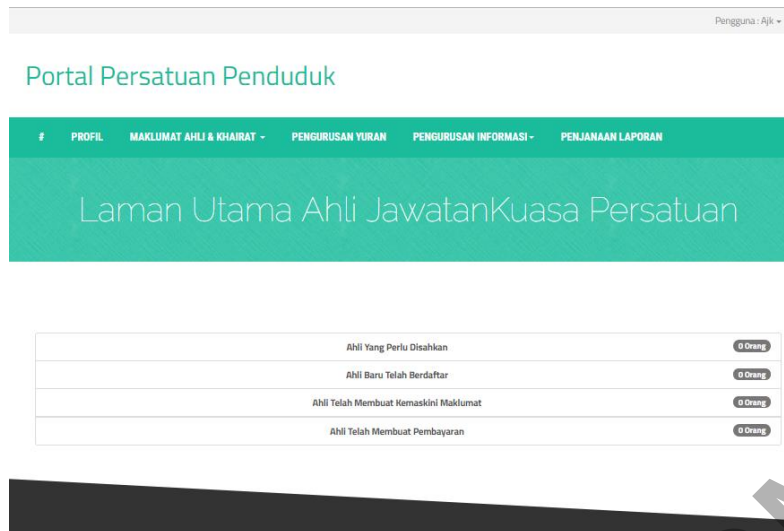 Pengguna : Ajk
Portal Persatuan Penduduk
# PROFIL MAKLUMAT AHLI & KHAIRAT PENGURUSAN YURAN PENGURUSAN INFORMASI PENJANAAN LAPORAN
Laman Utama Ahli JawatanKuasa Persatuan
Ahli Yang Perlu Disahkan 0 Orang
Ahli Baru Telah Berdaftar 0 Orang
Ahli Telah Membuat Kemaskini Maklumat 0 Orang
Ahli Telah Membuat Pembayaran 0 Orang